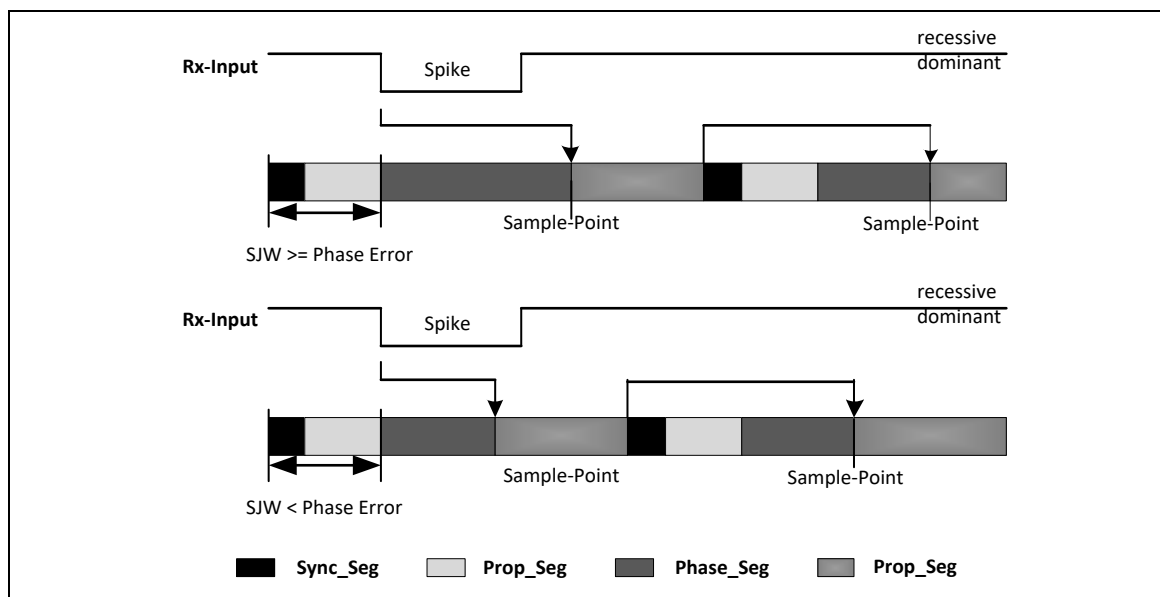 recessive
Rx-Input
Spike
dominant
Sample-Point
Sample-Point
SJW >= Phase Error
recessive
Rx-Input
Spike
dominant
Sample-Point
Sample-Point
SJW < Phase Error
Sync_Seg
Prop_Seg
Phase_Seg
Prop_Seg